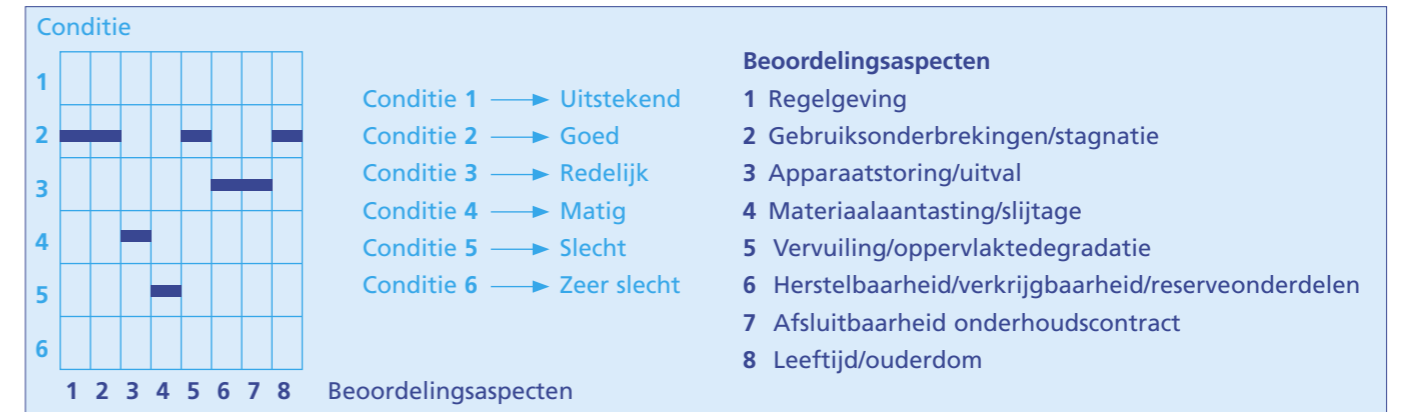 Conditie
1
2
3
4
5
6
1 2 3 4 5 6 7 8 Beoordelingsaspecten
Conditie 1 → Uitstekend
Conditie 2 → Goed
Conditie 3 → Redelijk
Conditie 4 → Matig
Conditie 5 → Slecht
Conditie 6 → Zeer slecht
Beoordelingsaspecten
1 Regelgeving
2 Gebruiksonderbrekingen/stagnatie
3 Apparaatstoring/uitval
4 Materiaalaantasting/slijtage
5 Vervuiling/oppervlaktedegradatie
6 Herstelbaarheid/verkrijgbaarheid/reserveonderdelen
7 Afsluitbaarheid onderhoudscontract
8 Leeftijd/ouderdom